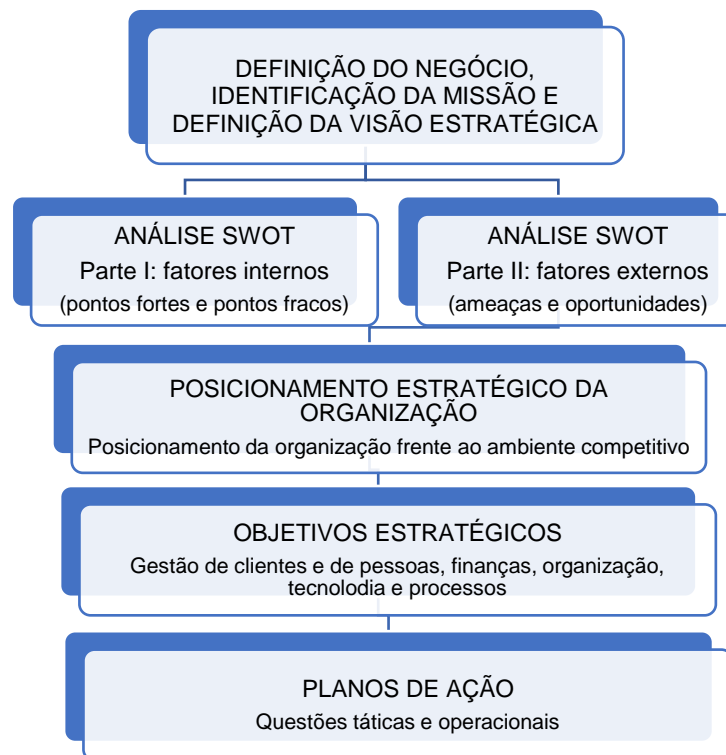 DEFINIÇÃO DO NEGÓCIO,
IDENTIFICAÇÃO DA MISSÃO E
DEFINIÇÃO DA VISÃO ESTRATÉGICA
ANÁLISE SWOT
Parte I: fatores internos
(pontos fortes e pontos fracos)
ANÁLISE SWOT
Parte II: fatores externos
(ameaças e oportunidades)
POSICIONAMENTO ESTRATÉGICO DA
ORGANIZAÇÃO
Posicionamento da organização frente ao ambiente competitivo
OBJETIVOS ESTRATÉGICOS
Gestão de clientes e de pessoas, finanças, organização,
tecnolodia e processos
PLANOS DE AÇÃO
Questões táticas e operacionais